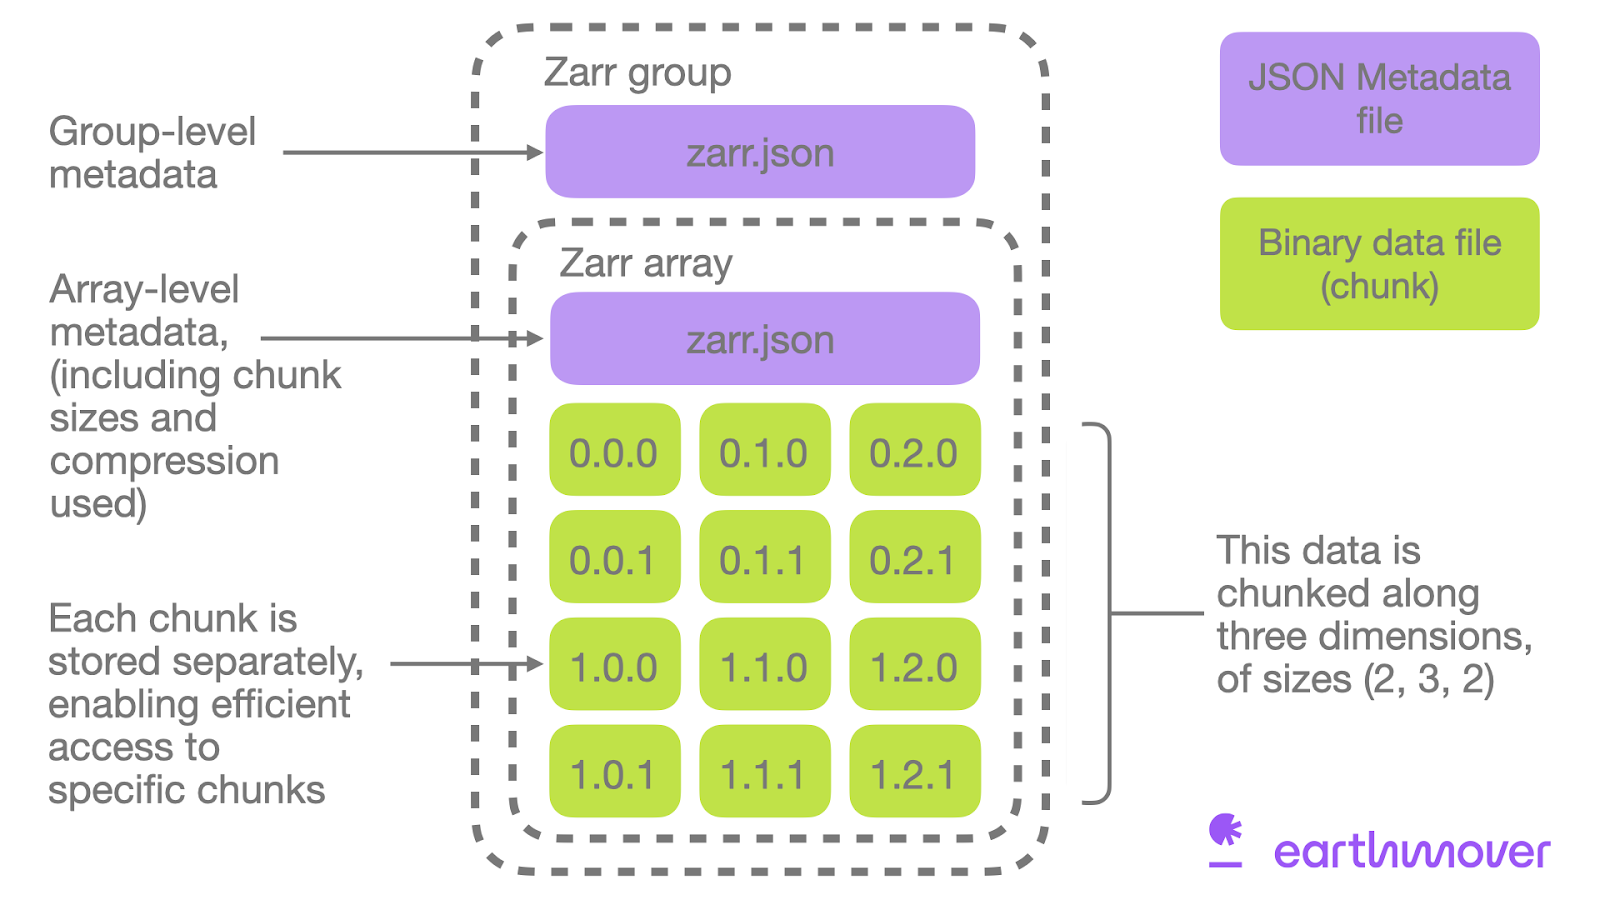 Zarr group
JSON Metadata
file
Group-level
metadata
zarr.json
Binary data file
(chunk)
Zarr array
Array-level
metadata,
(including chunk
sizes and
compression
used)
zarr.json
0.0.0 0.1.0 0.2.0
0.0.1 0.1.1 0.2.1
1.0.0 1.1.0 1.2.0
1.0.1 1.1.1 1.2.1
Each chunk is
stored separately,
enabling efficient
access to
specific chunks
This data is
chunked along
three dimensions,
of sizes (2, 3, 2)
earthmover